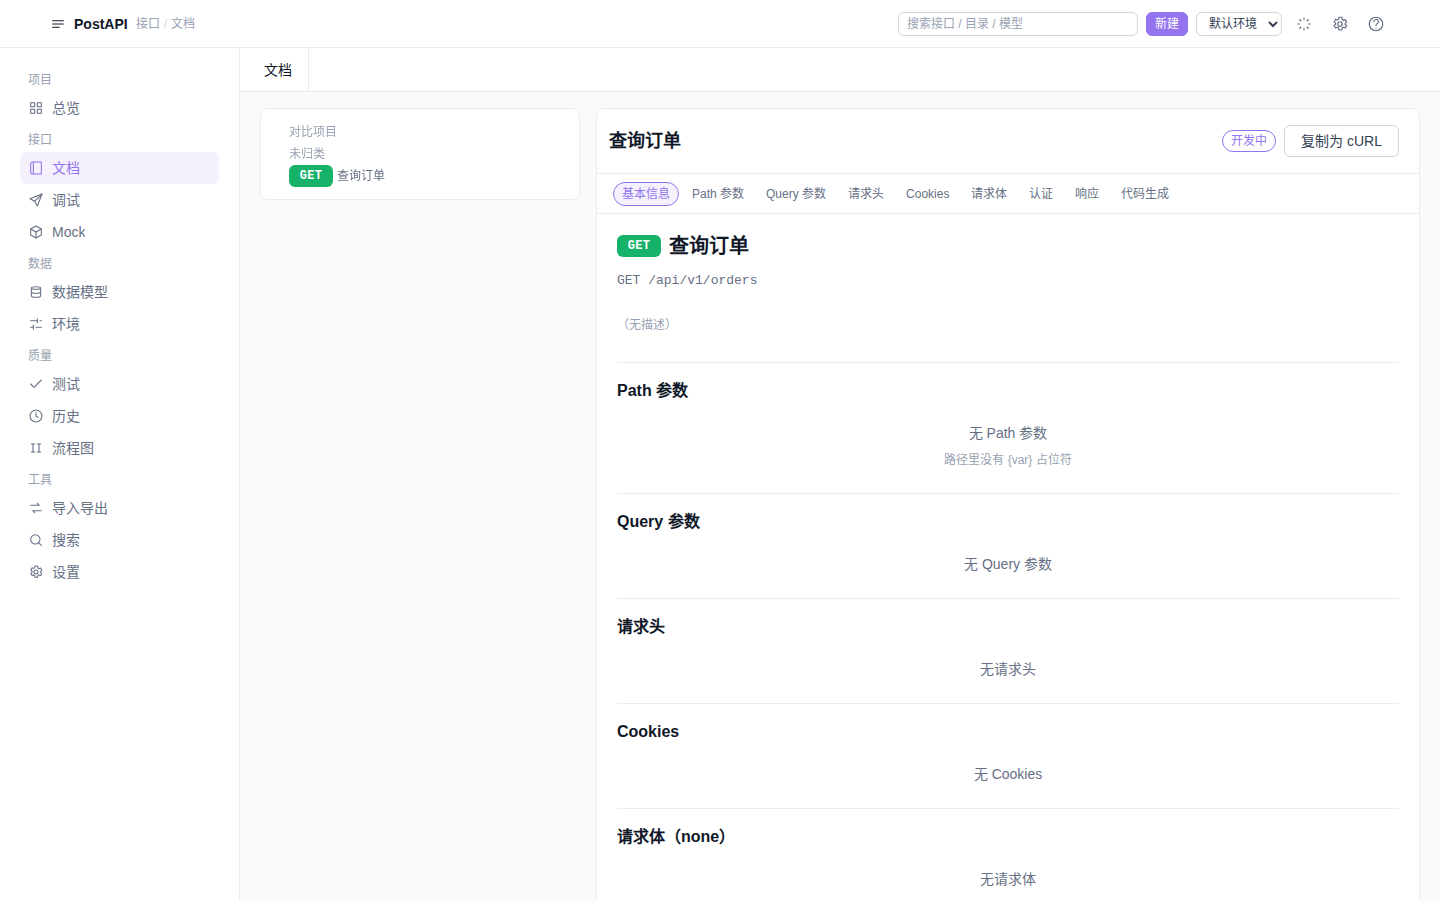 PostAPI 接口 / 文档
搜索接口 / 目录 / 模型
新建
默认环境
项目
总览
接口
文档
调试
Mock
数据
数据模型
环境
质量
测试
历史
流程图
工具
导入导出
搜索
设置
文档
对比项目
未归类
GET 查询订单
查询订单
开发中
复制为 cURL
基本信息 Path 参数 Query 参数 请求头 Cookies 请求体 认证 响应 代码生成
GET 查询订单
GET /api/v1/orders
（无描述）
Path 参数
无 Path 参数
路径里没有 {var} 占位符
Query 参数
无 Query 参数
请求头
无请求头
Cookies
无 Cookies
请求体（none）
无请求体